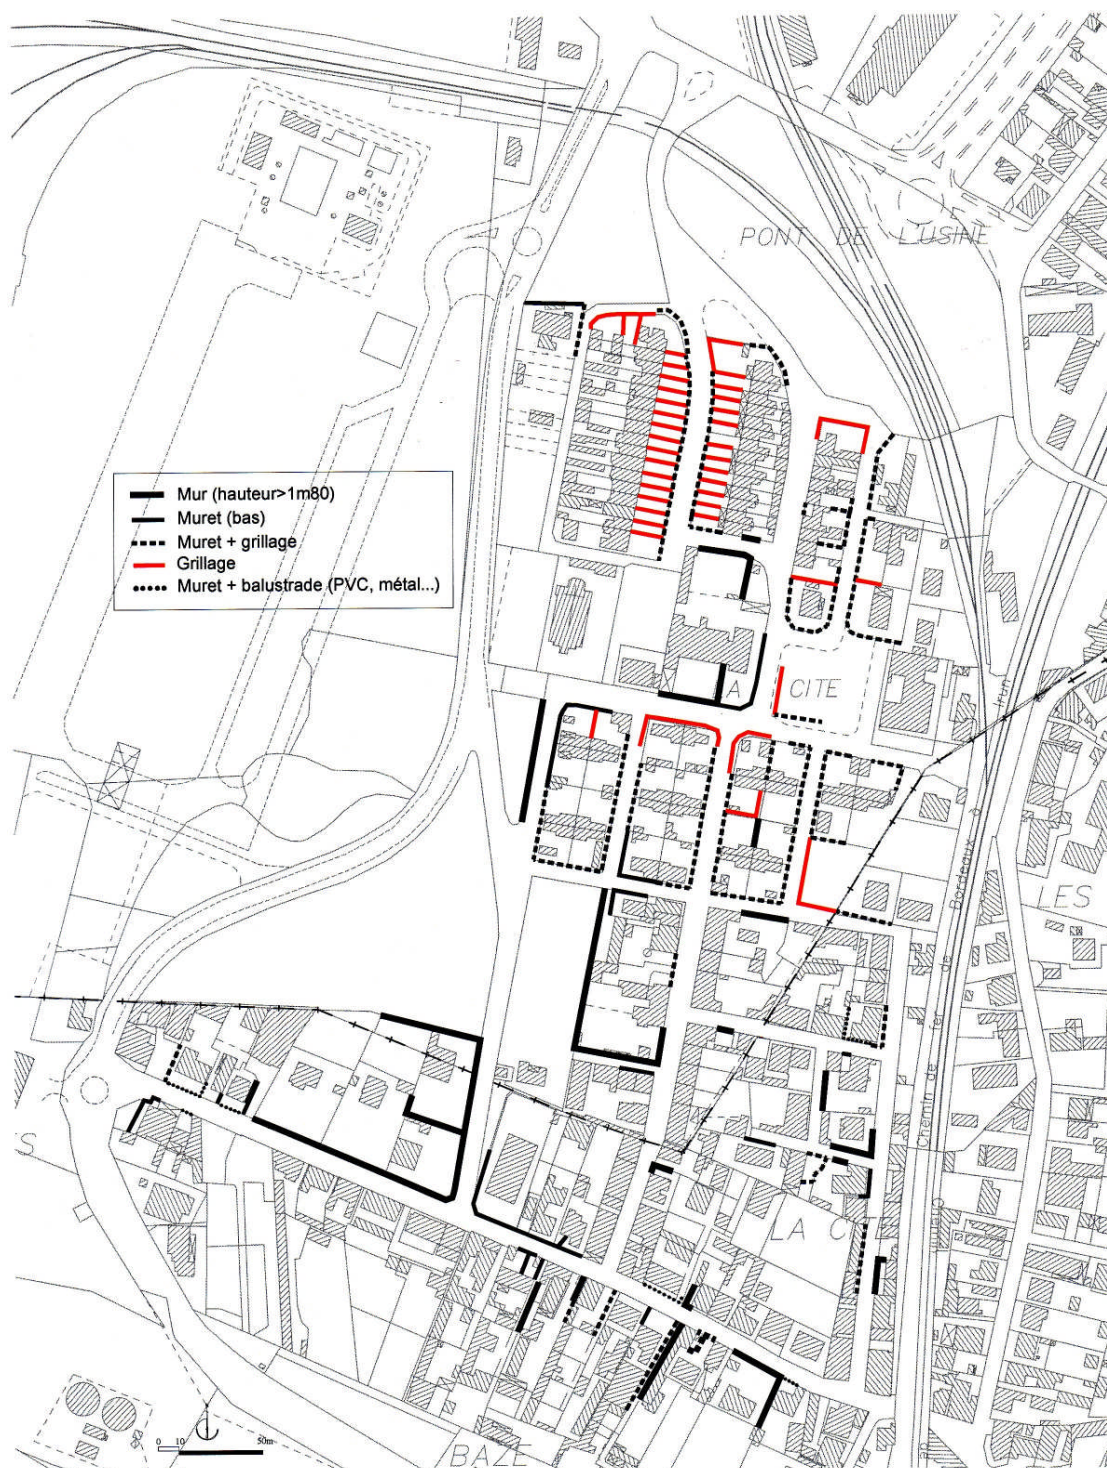 PONT DE L'USINE
Mur (hauteur>1m80)
Muret (bas)
Muret + grillage
Grillage
Muret + balustrade (PVC, métal...)
LA CITE
Chemin de fer de Bordeaux à Irun
LES
ES
LA CITE
BAZE
0 10 50m